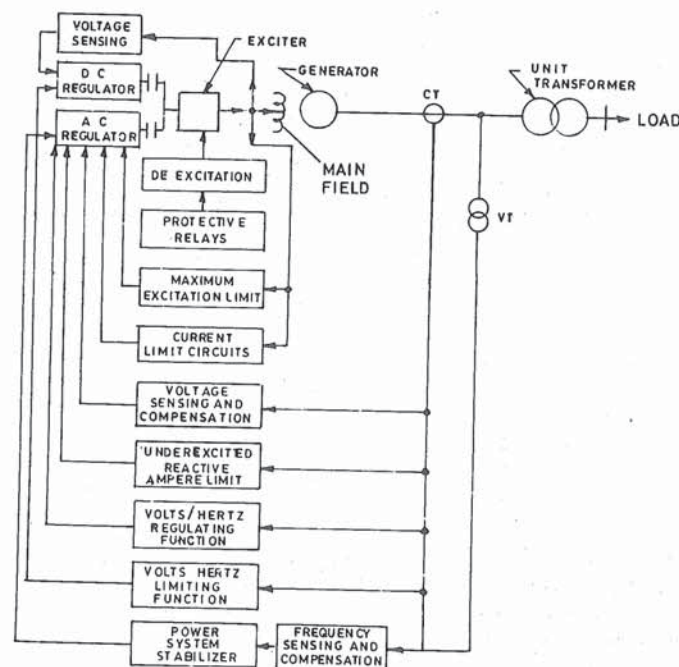 VOLTAGE
SENSING
EXCITER
D C
REGULATOR
GENERATOR
CT
UNIT
TRANSFORMER
A C
REGULATOR
LOAD
MAIN
FIELD
DE EXCITATION
PROTECTIVE
RELAYS
VT
MAXIMUM
EXCITATION LIMIT
CURRENT
LIMIT CIRCUITS
VOLTAGE
SENSING AND
COMPENSATION
UNDEREXCITED
REACTIVE
AMPERE LIMIT
VOLTS/HERTZ
REGULATING
FUNCTION
VOLTS HERTZ
LIMITING
FUNCTION
POWER
SYSTEM
STABILIZER
FREQUENCY
SENSING AND
COMPENSATION